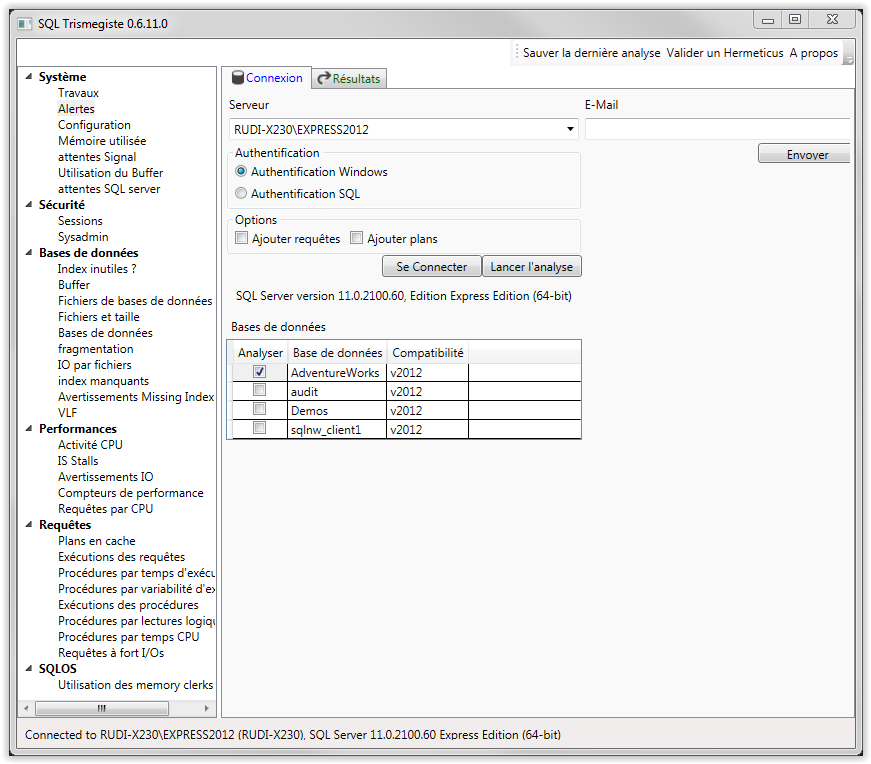 SQL Trismegiste 0.6.11.0
Sauver la dernière analyse Valider un Hermeticus A propos
Système
Travaux
Alertes
Configuration
Mémoire utilisée
attentes Signal
Utilisation du Buffer
attentes SQL server
Sécurité
Sessions
Sysadmin
Bases de données
Index inutiles ?
Buffer
Fichiers de bases de données
Fichiers et taille
Bases de données
fragmentation
IO par fichiers
index manquants
Avertissements Missing Index
VLF
Performances
Activité CPU
IS Stalls
Avertissements IO
Compteurs de performance
Requêtes par CPU
Requêtes
Plans en cache
Exécutions des requêtes
Procédures par temps d'exécu
Procédures par variabilité d'ex
Exécutions des procédures
Procédures par lectures logiqu
Procédures par temps CPU
Requêtes à fort I/Os
SQLOS
Utilisation des memory clerks
Connexion Résultats
Serveur E-Mail
RUDI-X230\EXPRESS2012
Envoyer
Authentification
Authentification Windows
Authentification SQL
Options
Ajouter requêtes Ajouter plans
Se Connecter Lancer l'analyse
SQL Server version 11.0.2100.60, Edition Express Edition (64-bit)
Bases de données
Analyser Base de données Compatibilité
AdventureWorks v2012
audit v2012
Demos v2012
sqlnw_client1 v2012
Connected to RUDI-X230\EXPRESS2012 (RUDI-X230), SQL Server 11.0.2100.60 Express Edition (64-bit)